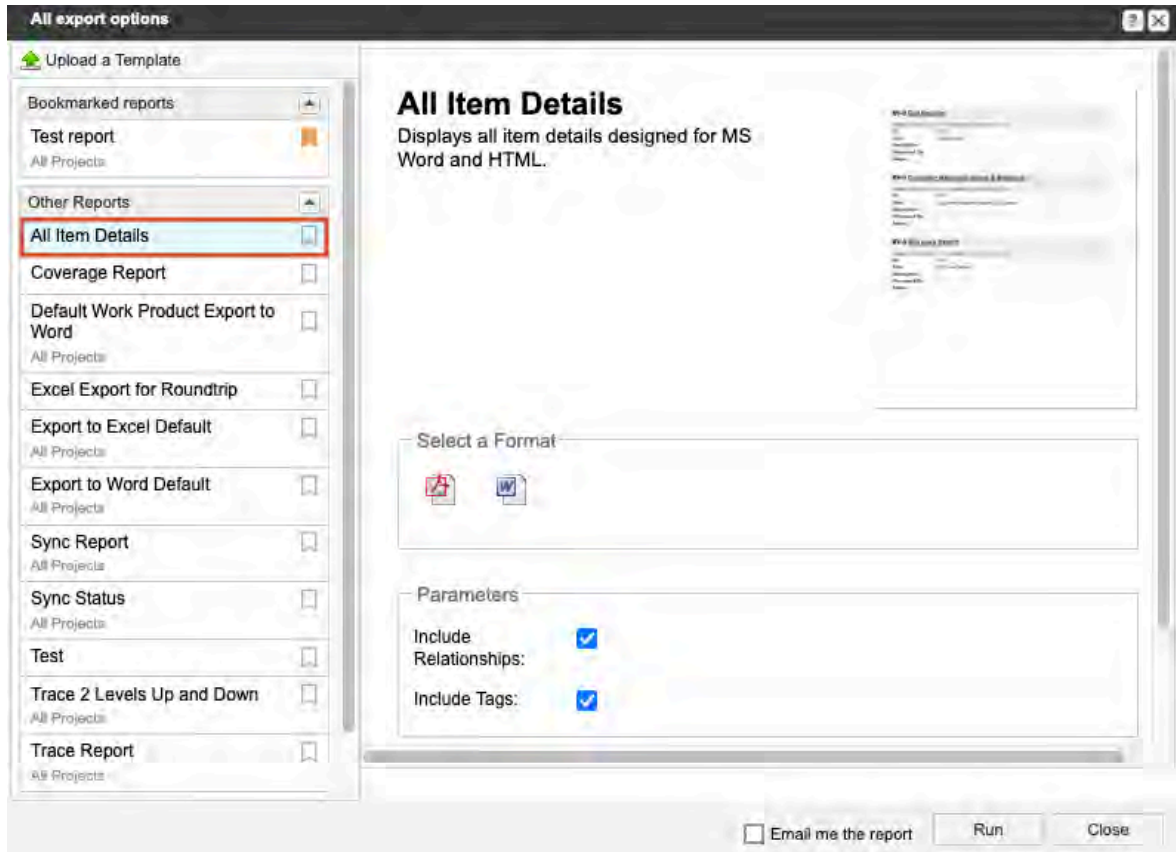 All export options
Upload a Template
Bookmarked reports
Test report
All Projects
Other Reports
All Item Details
Coverage Report
Default Work Product Export to
Word
All Projects
Excel Export for Roundtrip
Export to Excel Default
All Projects
Export to Word Default
All Projects
Sync Report
All Projects
Sync Status
All Projects
Test
Trace 2 Levels Up and Down
All Projects
Trace Report
All Projects
All Item Details
Displays all item details designed for MS
Word and HTML.
Select a Format
Parameters
Include
Relationships:
Include Tags:
Email me the report
Run
Close